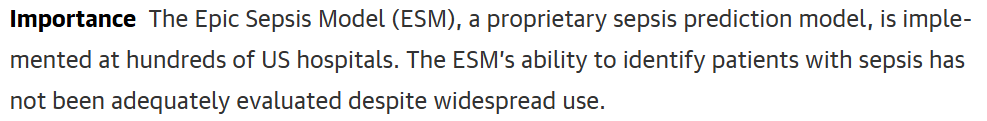 Importance The Epic Sepsis Model (ESM), a proprietary sepsis prediction model, is imple-
mented at hundreds of US hospitals. The ESM’s ability to identify patients with sepsis has
not been adequately evaluated despite widespread use.